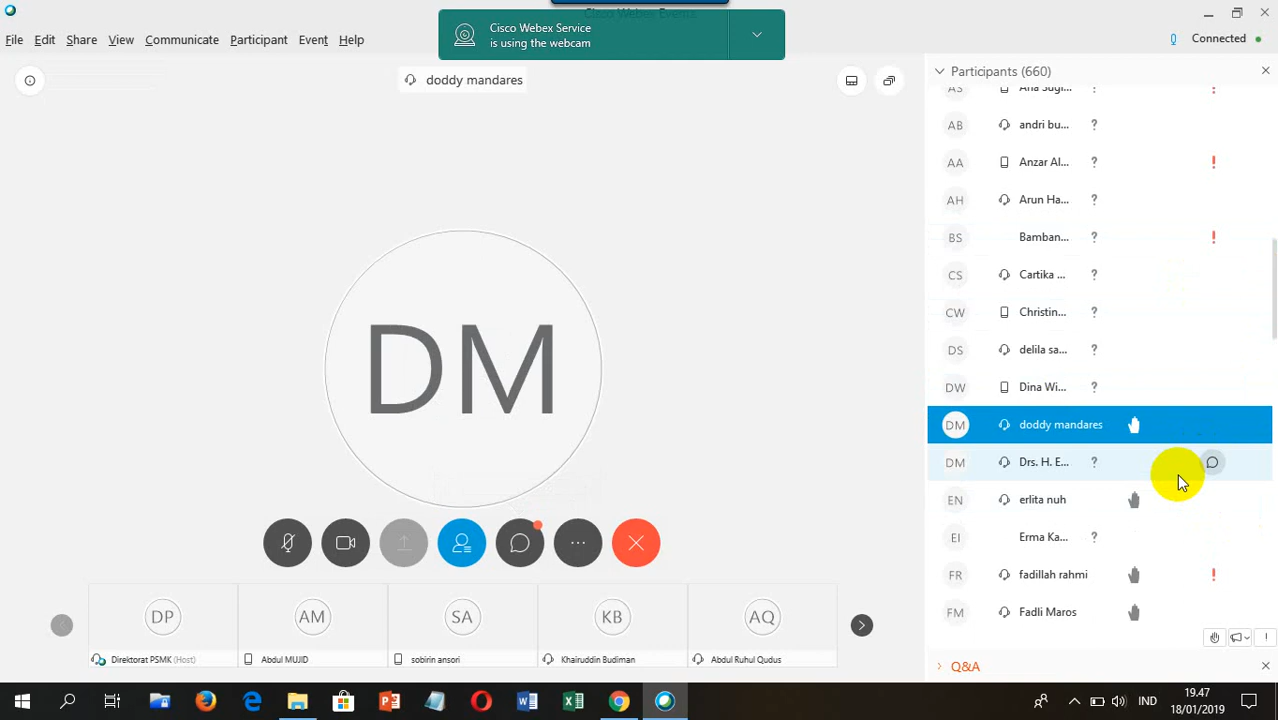 Cisco Webex Events
Cisco Webex Service
is using the webcam
File Edit Share View Communicate Participant Event Help
Connected
doddy mandares
Participants (660)
AB andri bu... ?
AA Anzar Al... ?
AH Arun Ha... ?
BS Bamban... ?
CS Cartika ... ?
CW Christin... ?
DS delila sa... ?
DW Dina Wi... ?
DM doddy mandares
DM Drs. H. E... ?
EN erlita nuh
EI Erma Ka... ?
FR fadillah rahmi
FM Fadli Maros
DM
DP AM SA KB AQ
Direktorat PSMK (Host) Abdul MUJID sobirin ansori Khairuddin Budiman Abdul Ruhul Qudus
Q&A
IND
19.47
18/01/2019